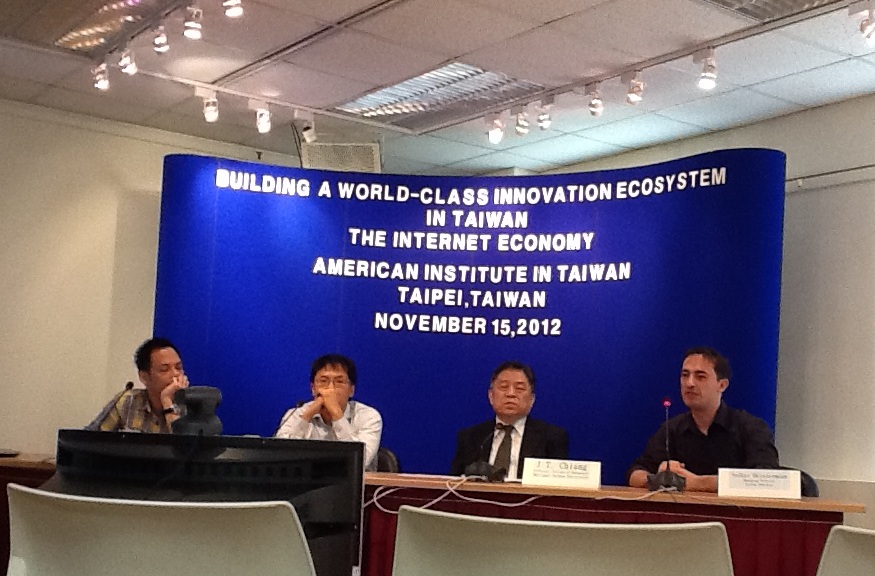 BUILDING A WORLD-CLASS INNOVATION ECOSYSTEM
IN TAIWAN
THE INTERNET ECONOMY
AMERICAN INSTITUTE IN TAIWAN
TAIPEI,TAIWAN
NOVEMBER 15,2012
J T. Chiang